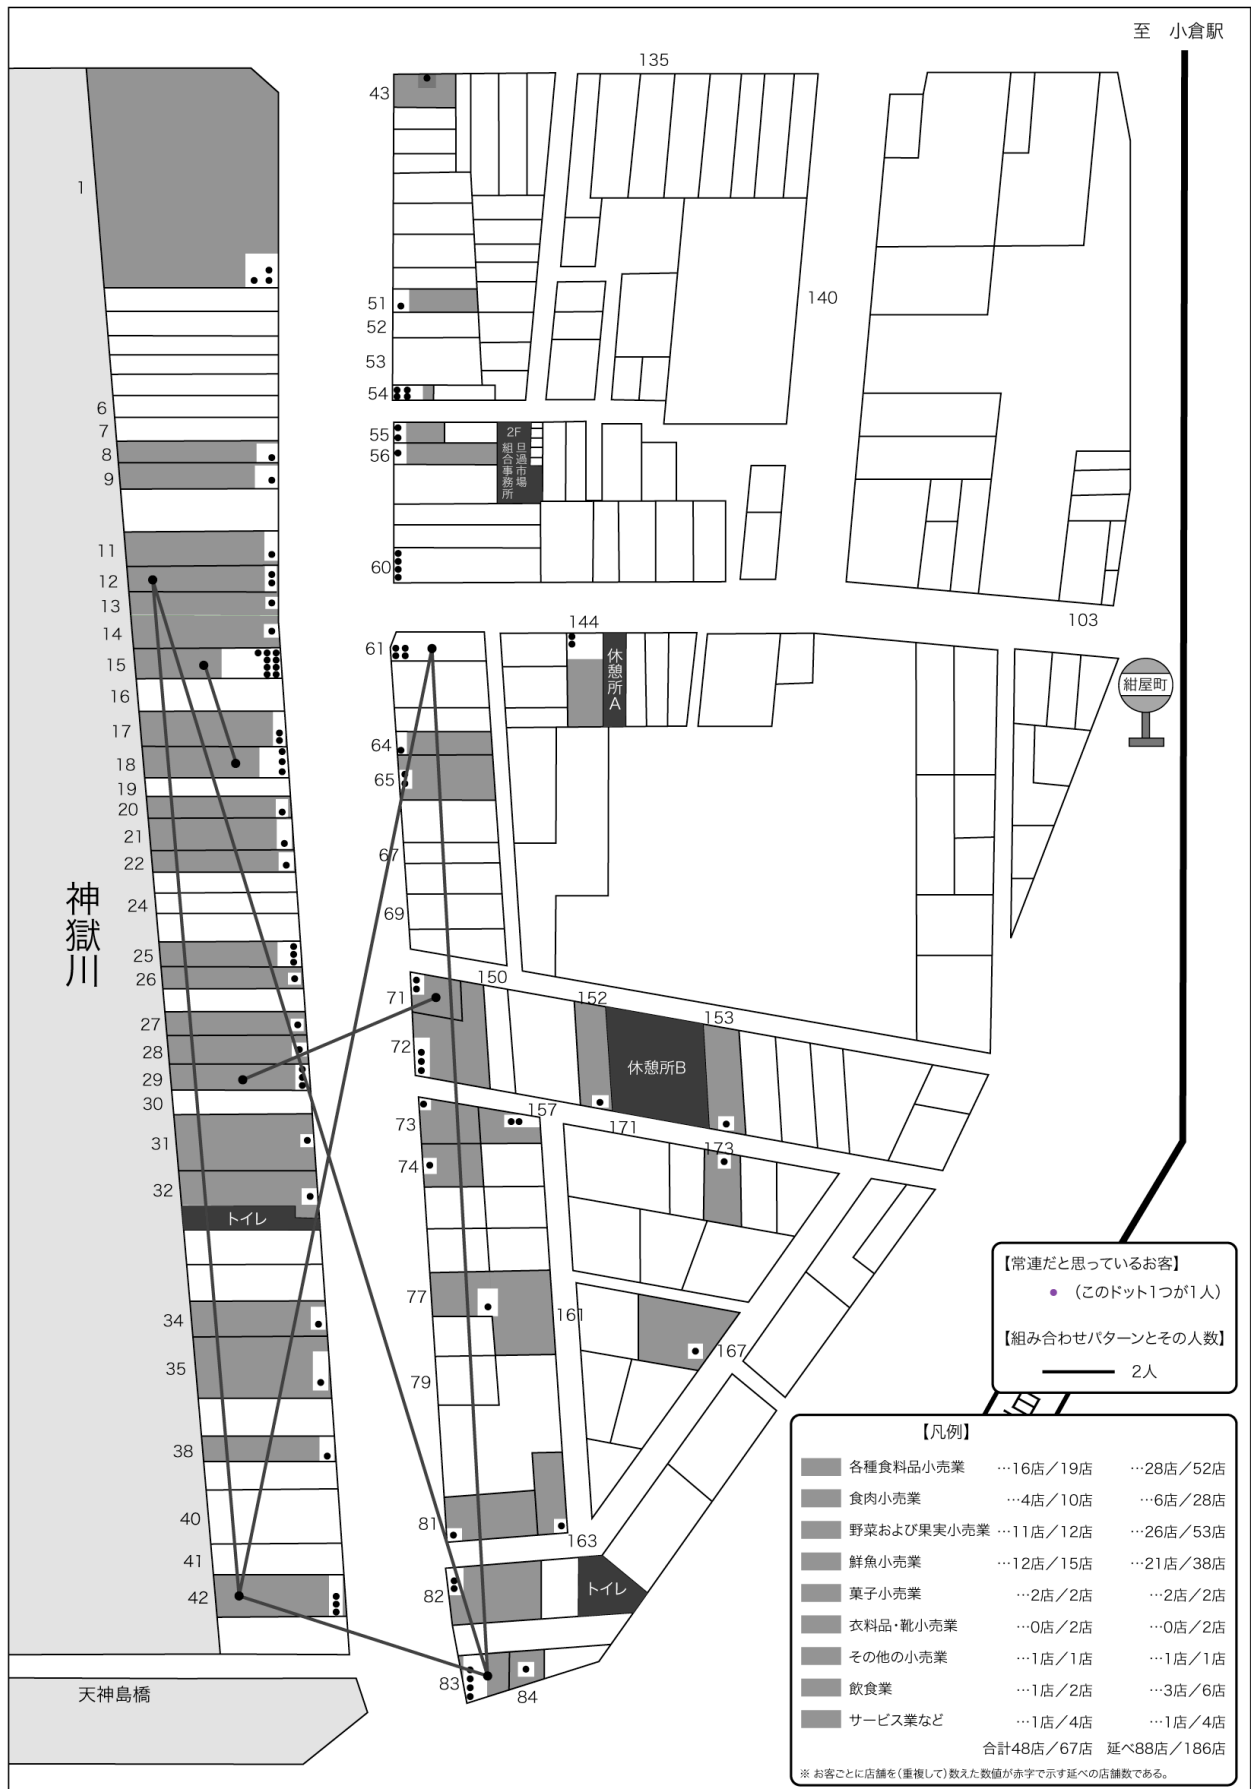 至 小倉駅
135
43
1
51
52
53
54
140
6
7
8
9
55
56
2F
旦過市場
組合事務所
11
12
13
14
15
16
17
18
19
20
21
22
24
25
26
27
28
29
30
31
32
トイレ
34
35
38
40
41
42
60
144
103
61
休憩所A
紺屋町
64
65
67
69
神獄川
150
71
152
153
72
休憩所B
157
73
171
173
74
77
161
167
79
81
163
82
トイレ
83
84
天神島橋
【常連だと思っているお客】
(このドット1つが1人)
【組み合わせパターンとその人数】
2人
【凡例】
各種食料品小売業 …16店/19店 …28店/52店
食肉小売業 …4店/10店 …6店/28店
野菜および果実小売業 …11店/12店 …26店/53店
鮮魚小売業 …12店/15店 …21店/38店
菓子小売業 …2店/2店 …2店/2店
衣料品・靴小売業 …0店/2店 …0店/2店
その他の小売業 …1店/1店 …1店/1店
飲食業 …1店/2店 …3店/6店
サービス業など …1店/4店 …1店/4店
合計48店/67店 延べ88店/186店
※ お客ごとに店舗を(重複して)数えた数値が赤字で示す延べの店舗数である。